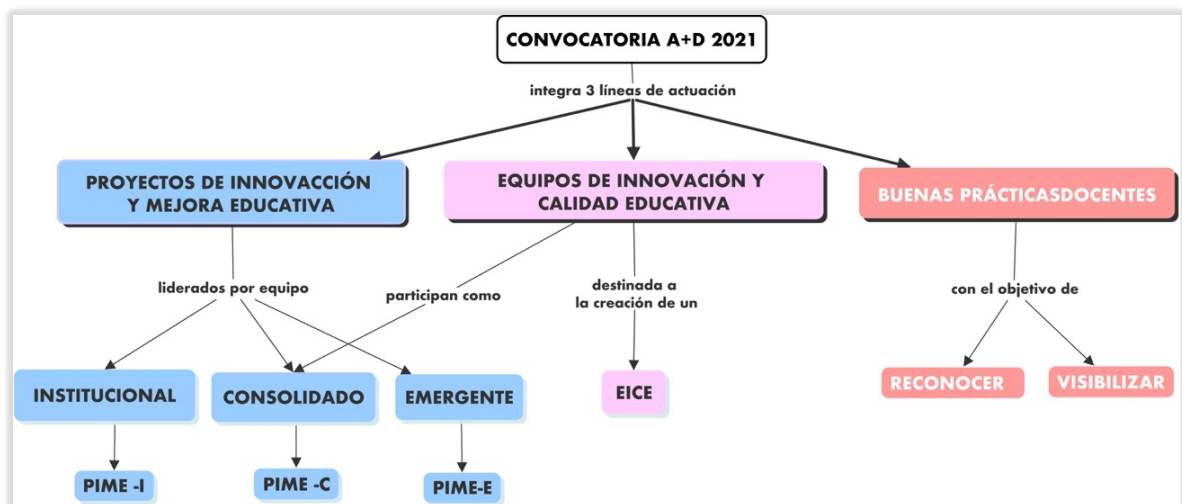 CONVOCATORIA A+D 2021
integra 3 líneas de actuación
PROYECTOS DE INNOVACCIÓN
Y MEJORA EDUCATIVA
EQUIPOS DE INNOVACIÓN Y
CALIDAD EDUCATIVA
BUENAS PRÁCTICASDOCENTES
liderados por equipo
participan como
destinada a
la creación de un
con el objetivo de
INSTITUCIONAL
CONSOLIDADO
EMERGENTE
EICE
RECONOCER
VISIBILIZAR
PIME -I
PIME -C
PIME-E